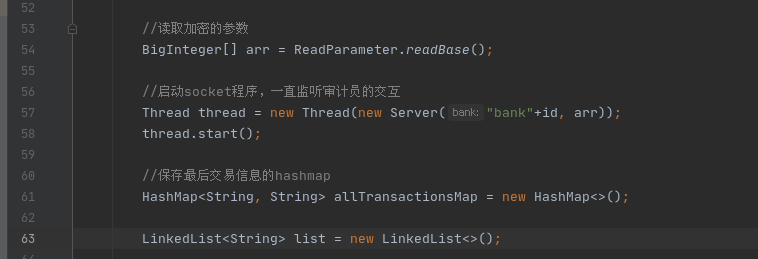 52
53 //读取加密的参数
54 BigInteger[] arr = ReadParameter.readBase();
55
56 //启动socket程序，一直监听审计员的交互
57 Thread thread = new Thread(new Server( bank: "bank"+id, arr));
58 thread.start();
59
60 //保存最后交易信息的hashmap
61 HashMap<String, String> allTransactionsMap = new HashMap<>();
62
63 LinkedList<String> list = new LinkedList<>();